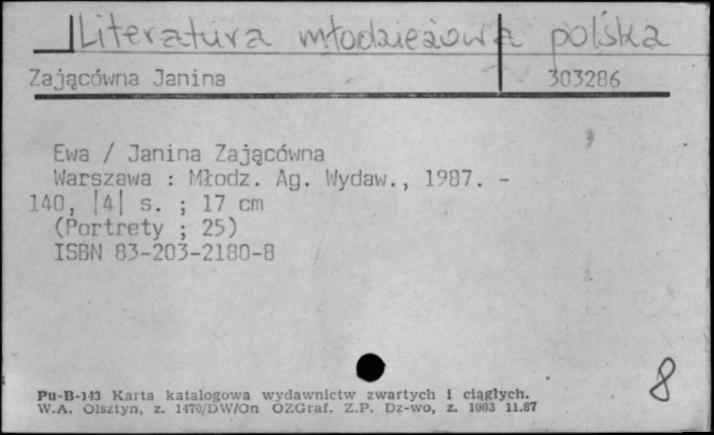 Literatura młodzieżowa polska
Zającówna Janina 303286
Ewa / Janina Zającówna
Warszawa : Młodz. Ag. Wydaw., 1987. -
140, |4| s. ; 17 cm
(Portrety ; 25)
ISBN 83-203-2180-8
8
Pu-B-143 Karta katalogowa wydawnictw zwartych i ciągłych.
W.A. Olsztyn, z. 1470/DW/On OZGraf. Z.P. Dz-wo, z. 1003 11.87